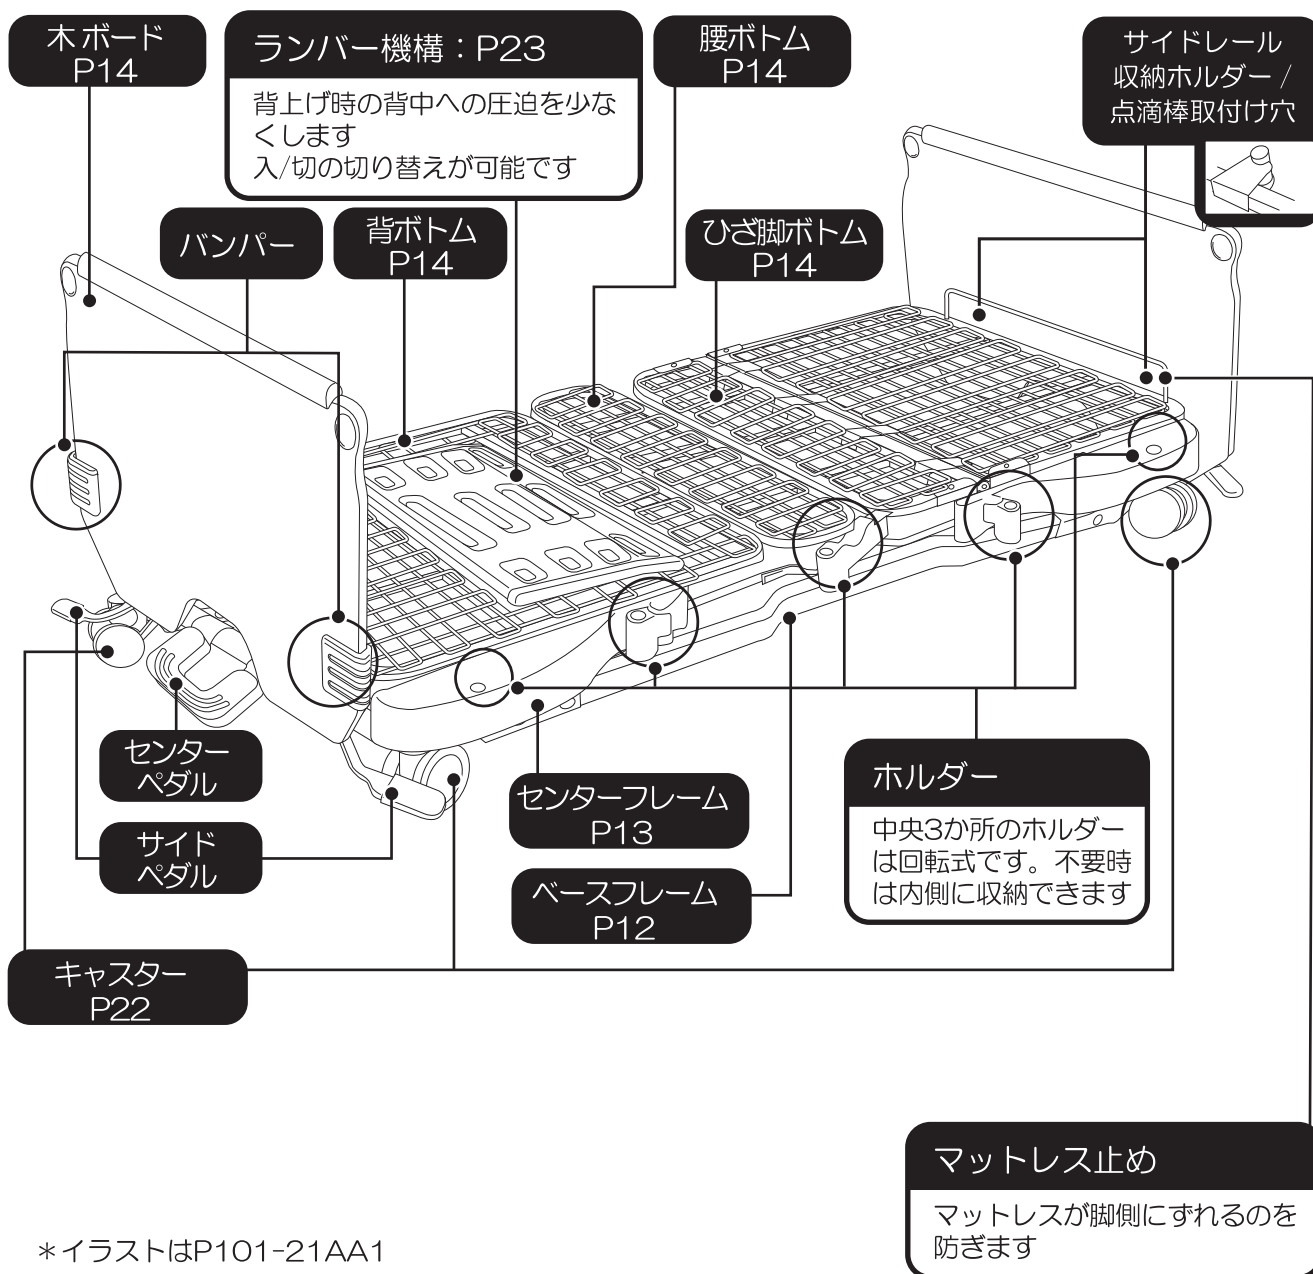 木ボード
P14
ランバー機構：P23
背上げ時の背中への圧迫を少な
くします
入/切の切り替えが可能です
腰ボトム
P14
サイドレール
収納ホルダー /
点滴棒取付け穴
バンパー
背ボトム
P14
ひざ脚ボトム
P14
センター
ペダル
サイド
ペダル
センターフレーム
P13
ベースフレーム
P12
ホルダー
中央3か所のホルダー
は回転式です。不要時
は内側に収納できます
キャスター
P22
マットレス止め
マットレスが脚側にずれるのを
防ぎます
＊イラストはP101-21AA1